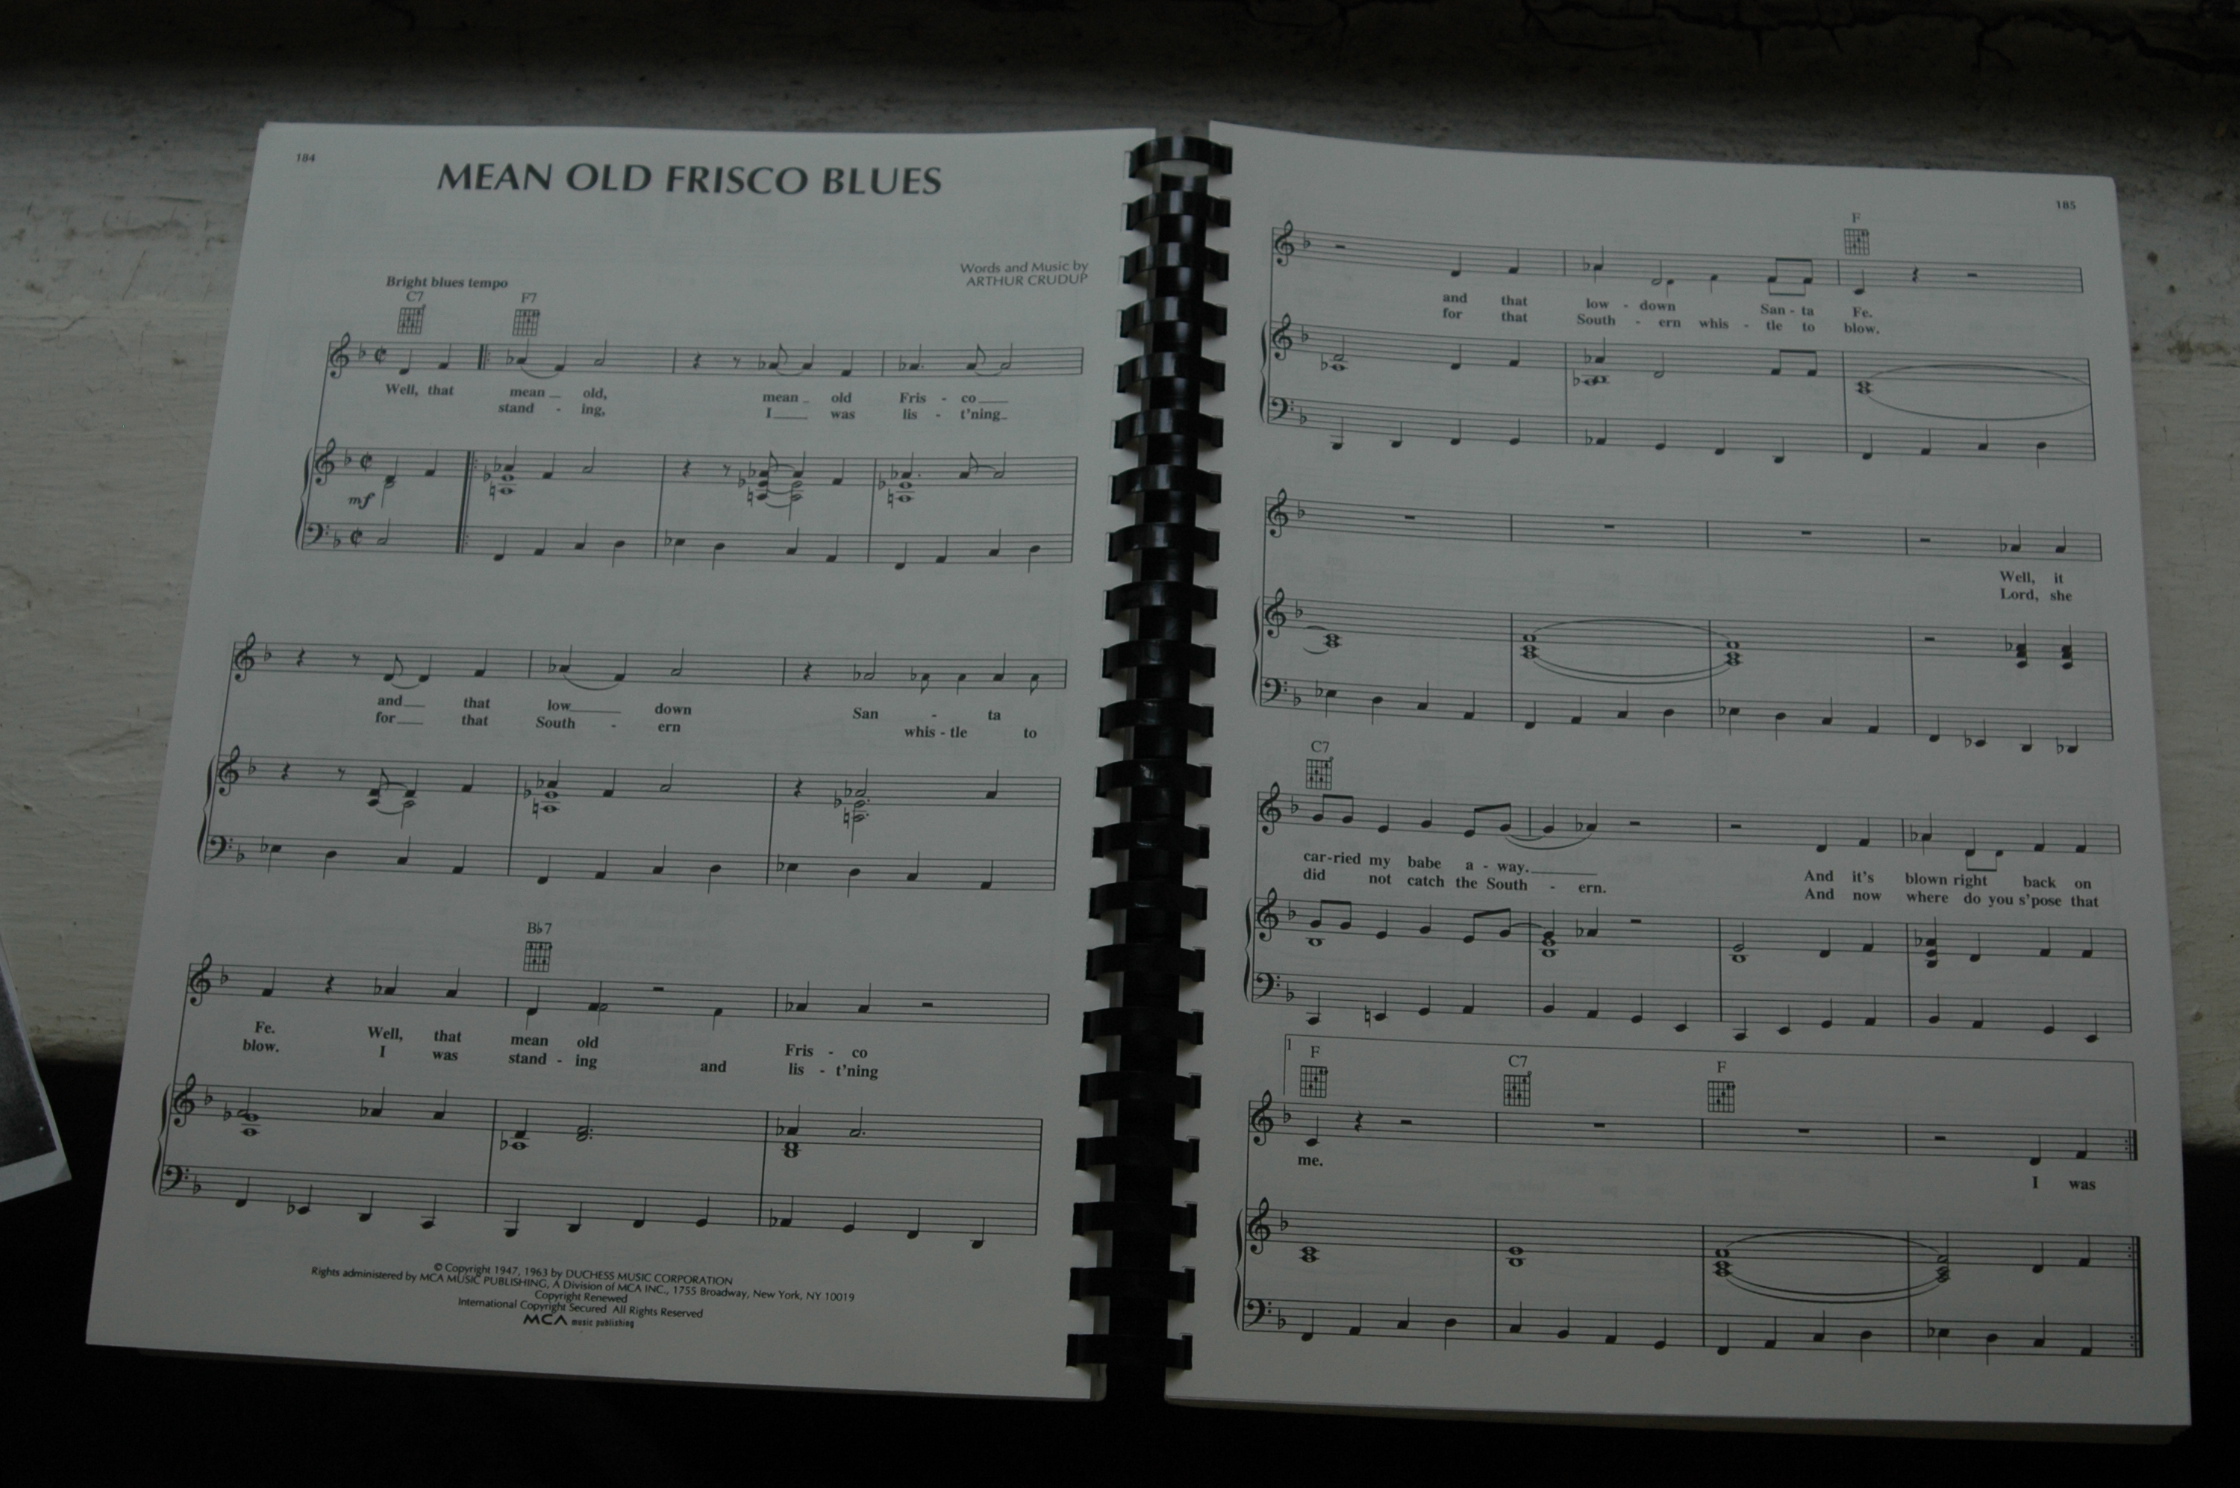 184
MEAN OLD FRISCO BLUES
Words and Music by
ARTHUR CRUDUP
Bright blues tempo
C7 F7
Well, that mean old, mean old Fris - co
stand - ing, I was lis - t'ning
mf
and that low down San - ta
for that South - ern whis - tle to
B♭7
Fe. Well, that mean old Fris - co
blow. I was stand - ing and lis - t'ning
© Copyright 1947, 1963 by DUCHESS MUSIC CORPORATION
Rights administered by MCA MUSIC PUBLISHING, A Division of MCA INC., 1755 Broadway, New York, NY 10019
Copyright Renewed
International Copyright Secured All Rights Reserved
MCA music publishing
185
F
and that low - down San - ta Fe.
for that South - ern whis - tle to blow.
Well, it
Lord, she
C7
car-ried my babe a - way. And it's blown right back on
did not catch the South - ern. And now where do you s'pose that
1
F C7 F
me.
I was